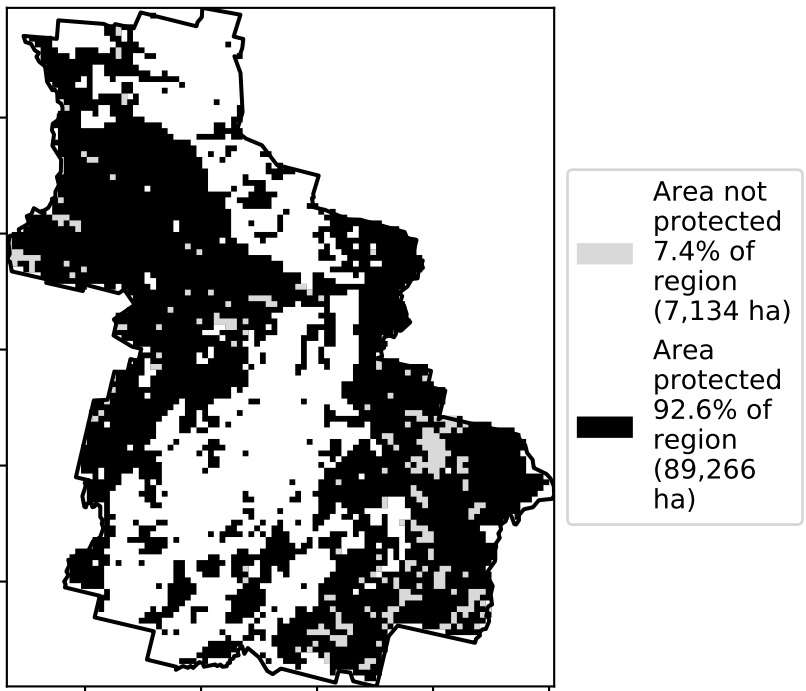 Area not
protected
7.4% of
region
(7,134 ha)
Area
protected
92.6% of
region
(89,266
ha)